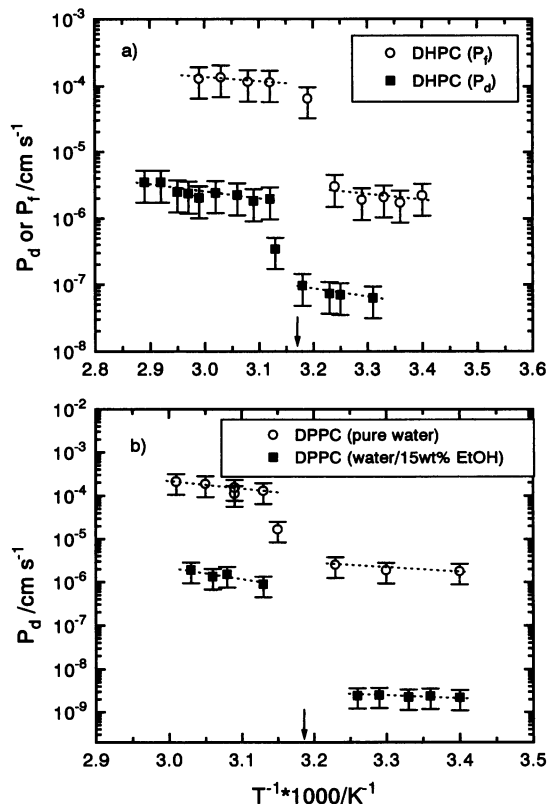 a)
DHPC (P_f)
DHPC (P_d)
P_d or P_f /cm s⁻¹
10⁻³
10⁻⁴
10⁻⁵
10⁻⁶
10⁻⁷
10⁻⁸
2.8 2.9 3.0 3.1 3.2 3.3 3.4 3.5 3.6
b)
DPPC (pure water)
DPPC (water/15wt% EtOH)
P_d /cm s⁻¹
10⁻²
10⁻³
10⁻⁴
10⁻⁵
10⁻⁶
10⁻⁷
10⁻⁸
10⁻⁹
2.9 3.0 3.1 3.2 3.3 3.4 3.5
T⁻¹*1000/K⁻¹